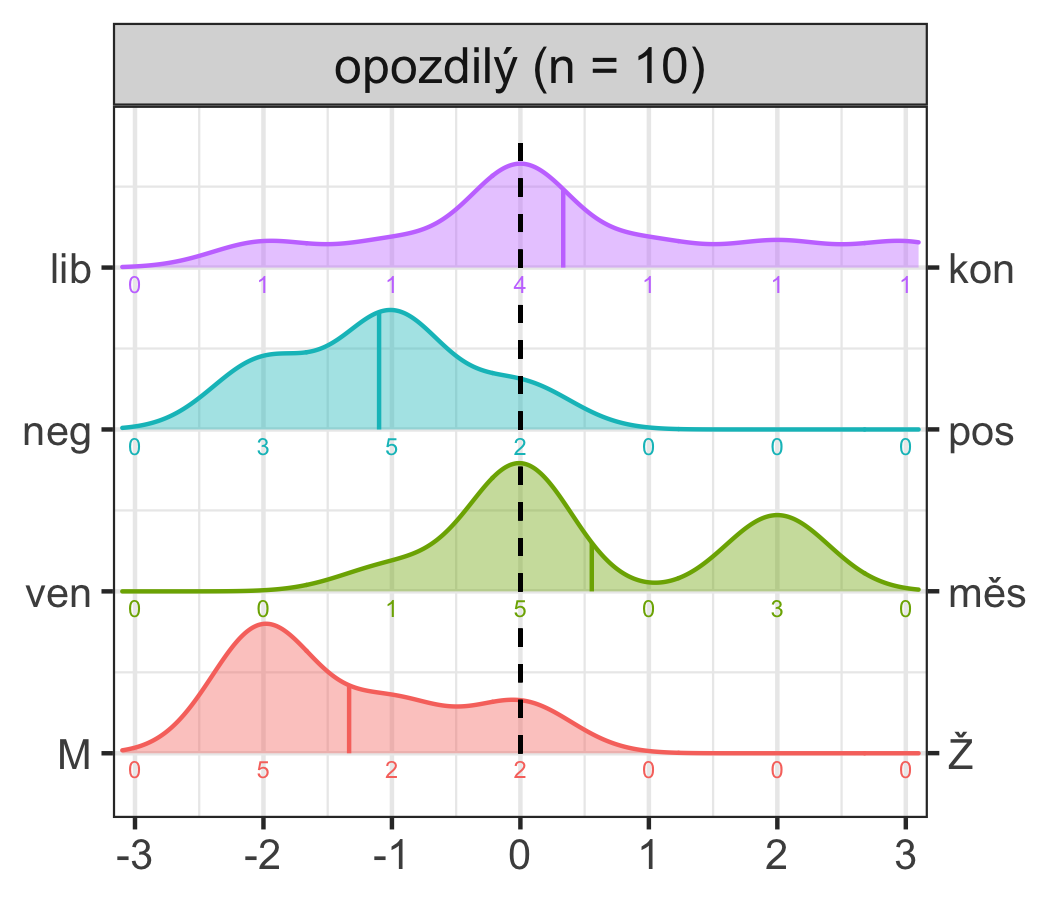 opozdilý (n = 10)
lib kon
0 1 1 4 1 1 1
neg pos
0 3 5 2 0 0 0
ven měs
0 0 1 5 0 3 0
M Ž
0 5 2 2 0 0 0
-3 -2 -1 0 1 2 3